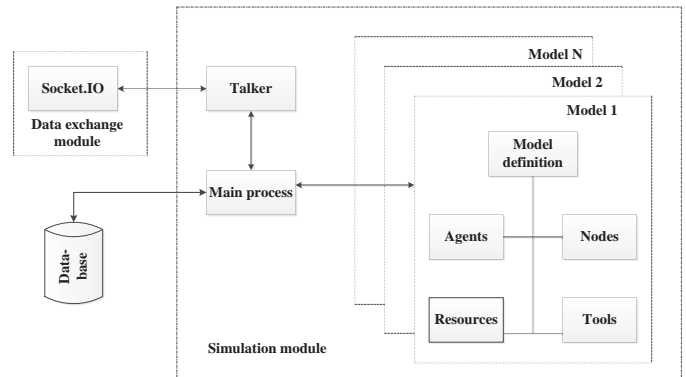 Socket.IO
Data exchange
module
Talker
Main process
Data-
base
Simulation module
Model N
Model 2
Model 1
Model
definition
Agents
Nodes
Resources
Tools